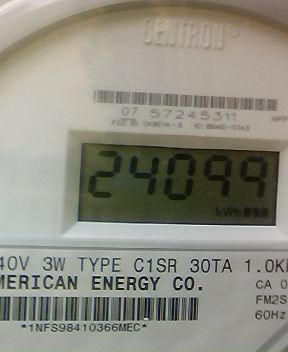 CENTRON®
07 57245311
24099
kWh
40V 3W TYPE C1SR 30TA 1.0K
MERICAN ENERGY CO.
CA 0
FM2S
60Hz
*1NFS98410366MEC*